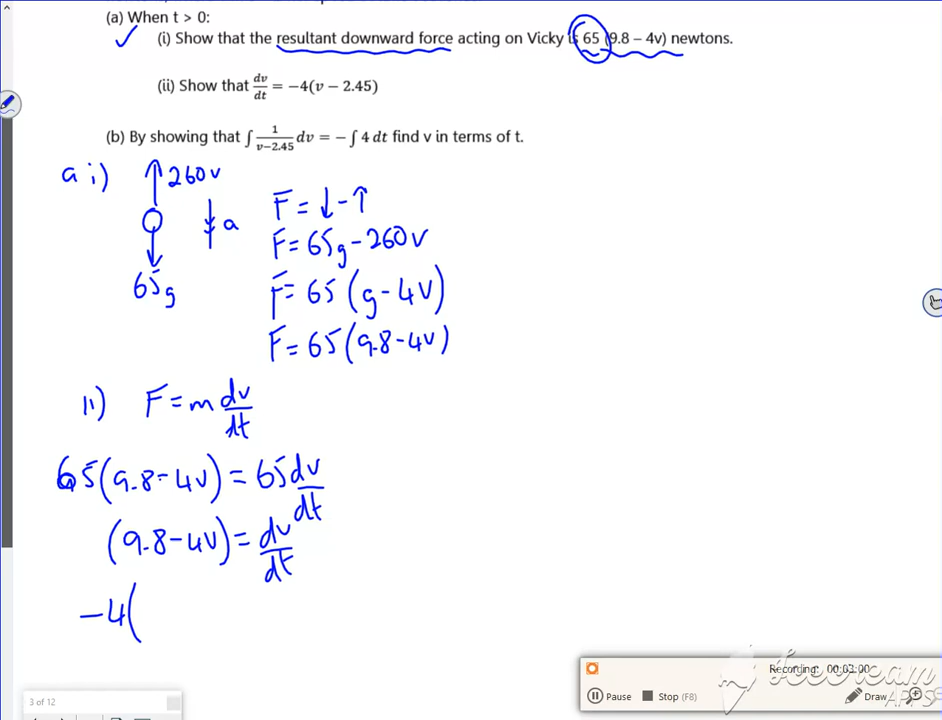 (a) When t > 0:
(i) Show that the resultant downward force acting on Vicky is 65 (9.8 – 4v) newtons.
(ii) Show that dv/dt = −4(v − 2.45)
(b) By showing that ∫ 1/(v−2.45) dv = − ∫ 4 dt find v in terms of t.
a i) ↑260v
↓a
65g
F = ↓ - ↑
F = 65g - 260v
F = 65(g - 4v)
F = 65(9.8 - 4v)
ii) F = m dv/dt
65(9.8 - 4v) = 65 dv/dt
(9.8 - 4v) = dv/dt
-4(
3 of 12
Recording: 00:03:00
Pause Stop (F8) Draw
Icecream
APPS